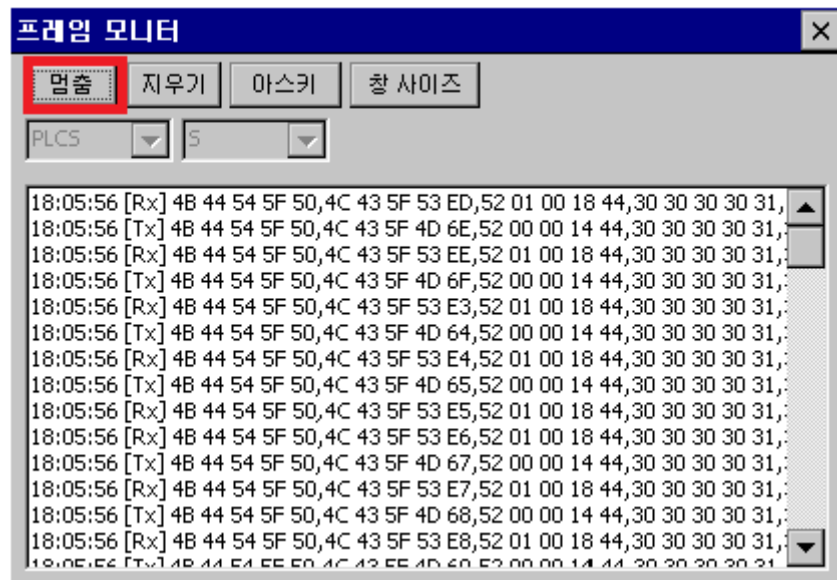 프레임 모니터
멈춤 지우기 아스키 창 사이즈
PLCS S
18:05:56 [Rx] 4B 44 54 5F 50,4C 43 5F 53 ED,52 01 00 18 44,30 30 30 30 31,
18:05:56 [Tx] 4B 44 54 5F 50,4C 43 5F 4D 6E,52 00 00 14 44,30 30 30 30 31,
18:05:56 [Rx] 4B 44 54 5F 50,4C 43 5F 53 EE,52 01 00 18 44,30 30 30 30 31,
18:05:56 [Tx] 4B 44 54 5F 50,4C 43 5F 4D 6F,52 00 00 14 44,30 30 30 30 31,
18:05:56 [Rx] 4B 44 54 5F 50,4C 43 5F 53 E3,52 01 00 18 44,30 30 30 30 31,
18:05:56 [Tx] 4B 44 54 5F 50,4C 43 5F 4D 64,52 00 00 14 44,30 30 30 30 31,
18:05:56 [Rx] 4B 44 54 5F 50,4C 43 5F 53 E4,52 01 00 18 44,30 30 30 30 31,
18:05:56 [Tx] 4B 44 54 5F 50,4C 43 5F 4D 65,52 00 00 14 44,30 30 30 30 31,
18:05:56 [Rx] 4B 44 54 5F 50,4C 43 5F 53 E5,52 01 00 18 44,30 30 30 30 31,
18:05:56 [Rx] 4B 44 54 5F 50,4C 43 5F 53 E6,52 01 00 18 44,30 30 30 30 31,
18:05:56 [Tx] 4B 44 54 5F 50,4C 43 5F 4D 67,52 00 00 14 44,30 30 30 30 31,
18:05:56 [Rx] 4B 44 54 5F 50,4C 43 5F 53 E7,52 01 00 18 44,30 30 30 30 31,
18:05:56 [Tx] 4B 44 54 5F 50,4C 43 5F 4D 68,52 00 00 14 44,30 30 30 30 31,
18:05:56 [Rx] 4B 44 54 5F 50,4C 43 5F 53 E8,52 01 00 18 44,30 30 30 30 31,